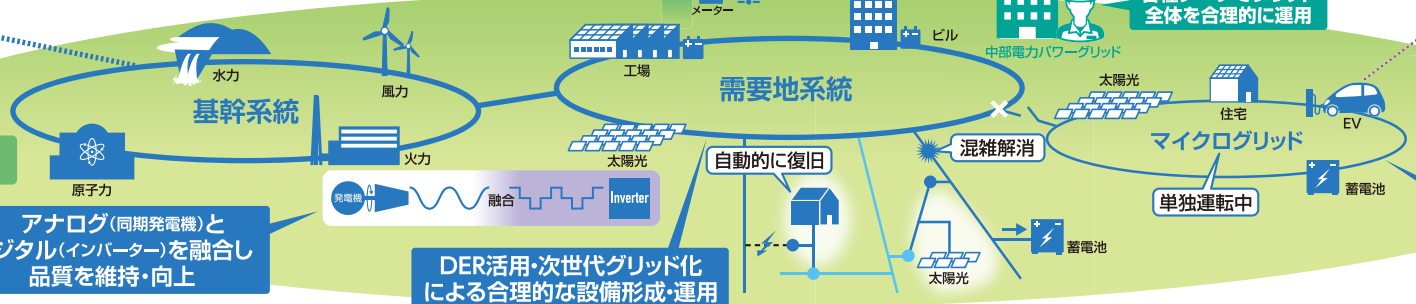 メーター
全体を合理的に運用
中部電力パワーグリッド
ビル
工場
水力
風力
基幹系統
需要地系統
太陽光
住宅
EV
マイクログリッド
蓄電池
単独運転中
混雑解消
自動的に復旧
太陽光
火力
原子力
発電機
融合
Inverter
アナログ(同期発電機)と
ジタル(インバーター)を融合し
品質を維持・向上
DER活用・次世代グリッド化
による合理的な設備形成・運用
太陽光
蓄電池